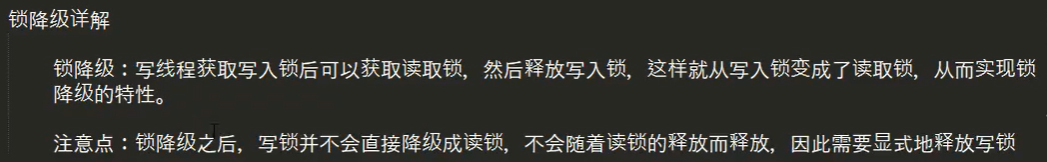 锁降级详解
锁降级：写线程获取写入锁后可以获取读取锁，然后释放写入锁，这样就从写入锁变成了读取锁，从而实现锁
降级的特性。
注意点：锁降级之后，写锁并不会直接降级成读锁，不会随着读锁的释放而释放，因此需要显式地释放写锁